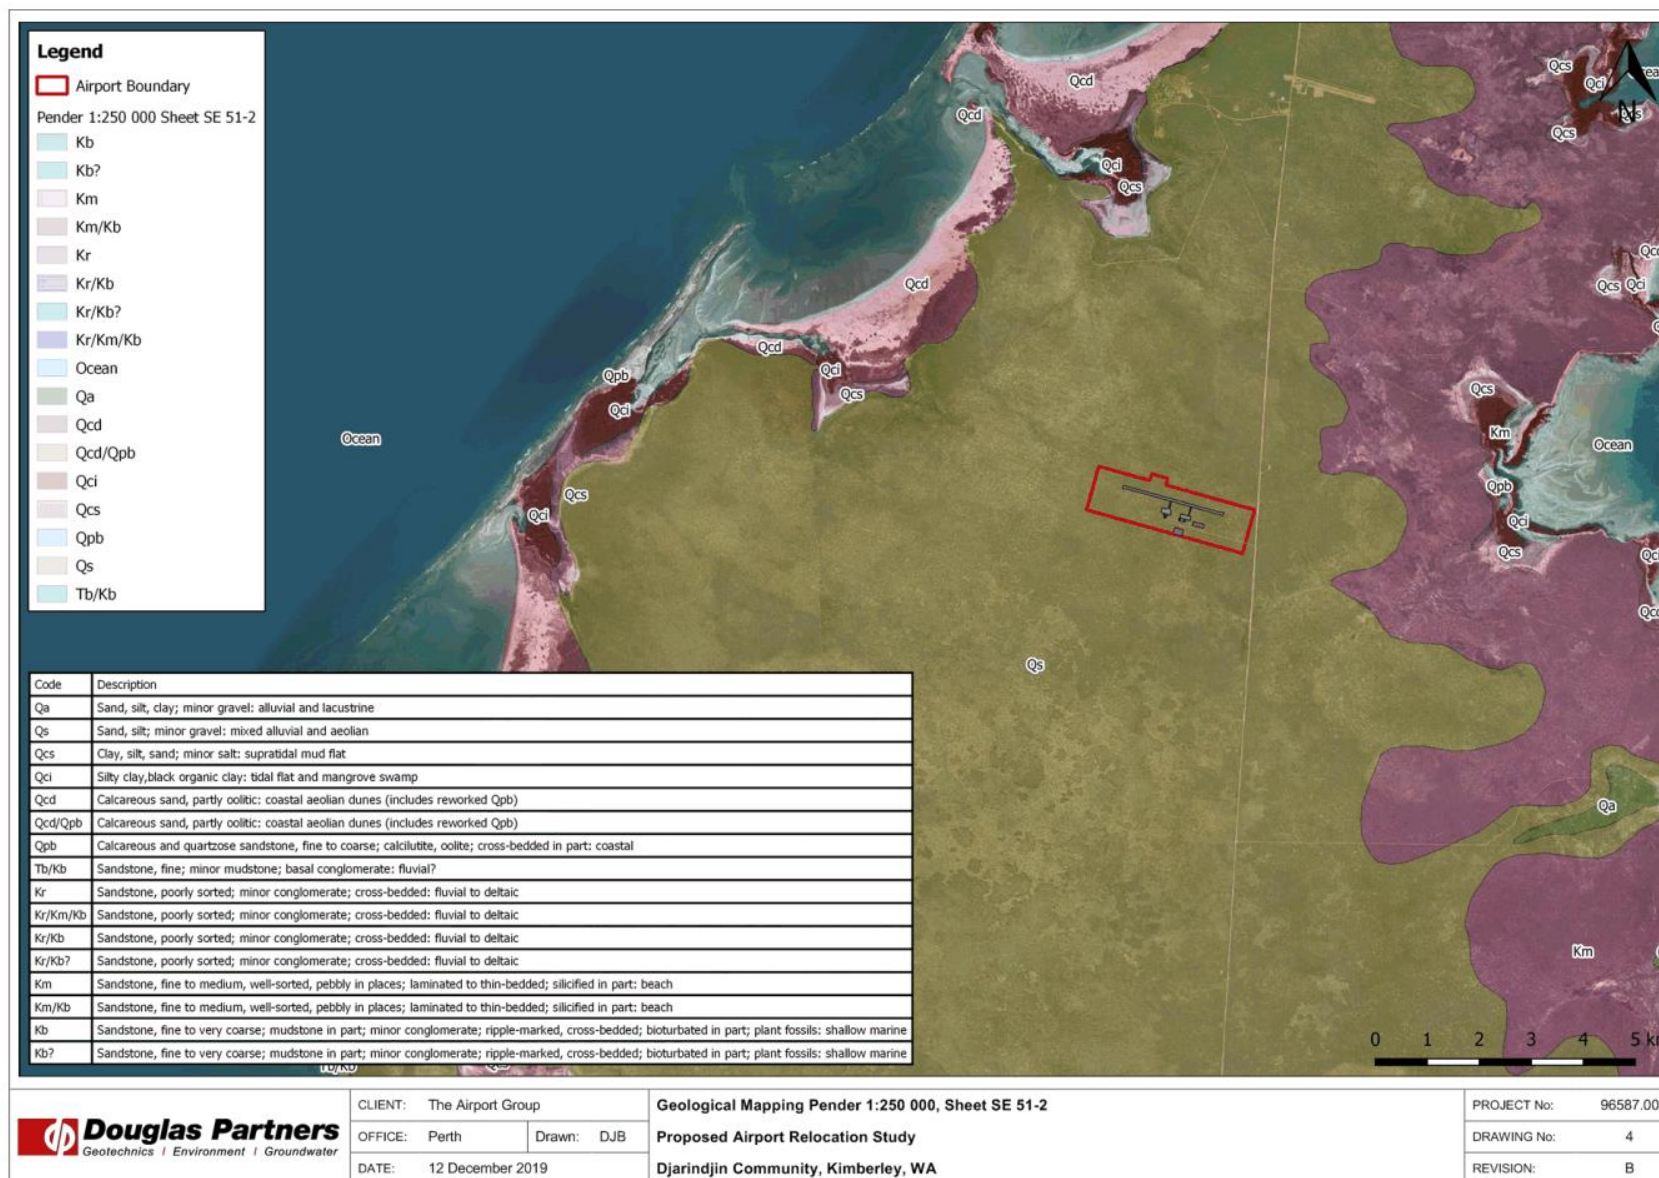 Legend
Airport Boundary
Pender 1:250 000 Sheet SE 51-2
Kb
Kb?
Km
Km/Kb
Kr
Kr/Kb
Kr/Kb?
Kr/Km/Kb
Ocean
Qa
Qcd
Qcd/Qpb
Qci
Qcs
Qpb
Qs
Tb/Kb
Qcd
Qcd
Qci
Qcs
Qcs
Qci
N
Qcs
Qcs
Qcd
Qcd
Qci
Qcs
Qpb
Qci
Ocean
Qcs
Qci
Qcs
Qci
Qcs
Km
Ocean
Qpb
Qci
Qcs
Qs
Qa
Km
Code Description
Qa Sand, silt, clay; minor gravel: alluvial and lacustrine
Qs Sand, silt; minor gravel: mixed alluvial and aeolian
Qcs Clay, silt, sand; minor salt: supratidal mud flat
Qci Silty clay,black organic clay: tidal flat and mangrove swamp
Qcd Calcareous sand, partly oolitic: coastal aeolian dunes (includes reworked Qpb)
Qcd/Qpb Calcareous sand, partly oolitic: coastal aeolian dunes (includes reworked Qpb)
Qpb Calcareous and quartzose sandstone, fine to coarse; calcilutite, oolite; cross-bedded in part: coastal
Tb/Kb Sandstone, fine; minor mudstone; basal conglomerate: fluvial?
Kr Sandstone, poorly sorted; minor conglomerate; cross-bedded: fluvial to deltaic
Kr/Km/Kb Sandstone, poorly sorted; minor conglomerate; cross-bedded: fluvial to deltaic
Kr/Kb Sandstone, poorly sorted; minor conglomerate; cross-bedded: fluvial to deltaic
Kr/Kb? Sandstone, poorly sorted; minor conglomerate; cross-bedded: fluvial to deltaic
Km Sandstone, fine to medium, well-sorted, pebbly in places; laminated to thin-bedded; silicified in part: beach
Km/Kb Sandstone, fine to medium, well-sorted, pebbly in places; laminated to thin-bedded; silicified in part: beach
Kb Sandstone, fine to very coarse; mudstone in part; minor conglomerate; ripple-marked, cross-bedded; bioturbated in part; plant fossils: shallow marine
Kb? Sandstone, fine to very coarse; mudstone in part; minor conglomerate; ripple-marked, cross-bedded; bioturbated in part; plant fossils: shallow marine
0 1 2 3 4 5
Douglas Partners
Geotechnics | Environment | Groundwater
CLIENT: The Airport Group
OFFICE: Perth Drawn: DJB
DATE: 12 December 2019
Geological Mapping Pender 1:250 000, Sheet SE 51-2
Proposed Airport Relocation Study
Djarindjin Community, Kimberley, WA
PROJECT No: 96587.00
DRAWING No: 4
REVISION: B